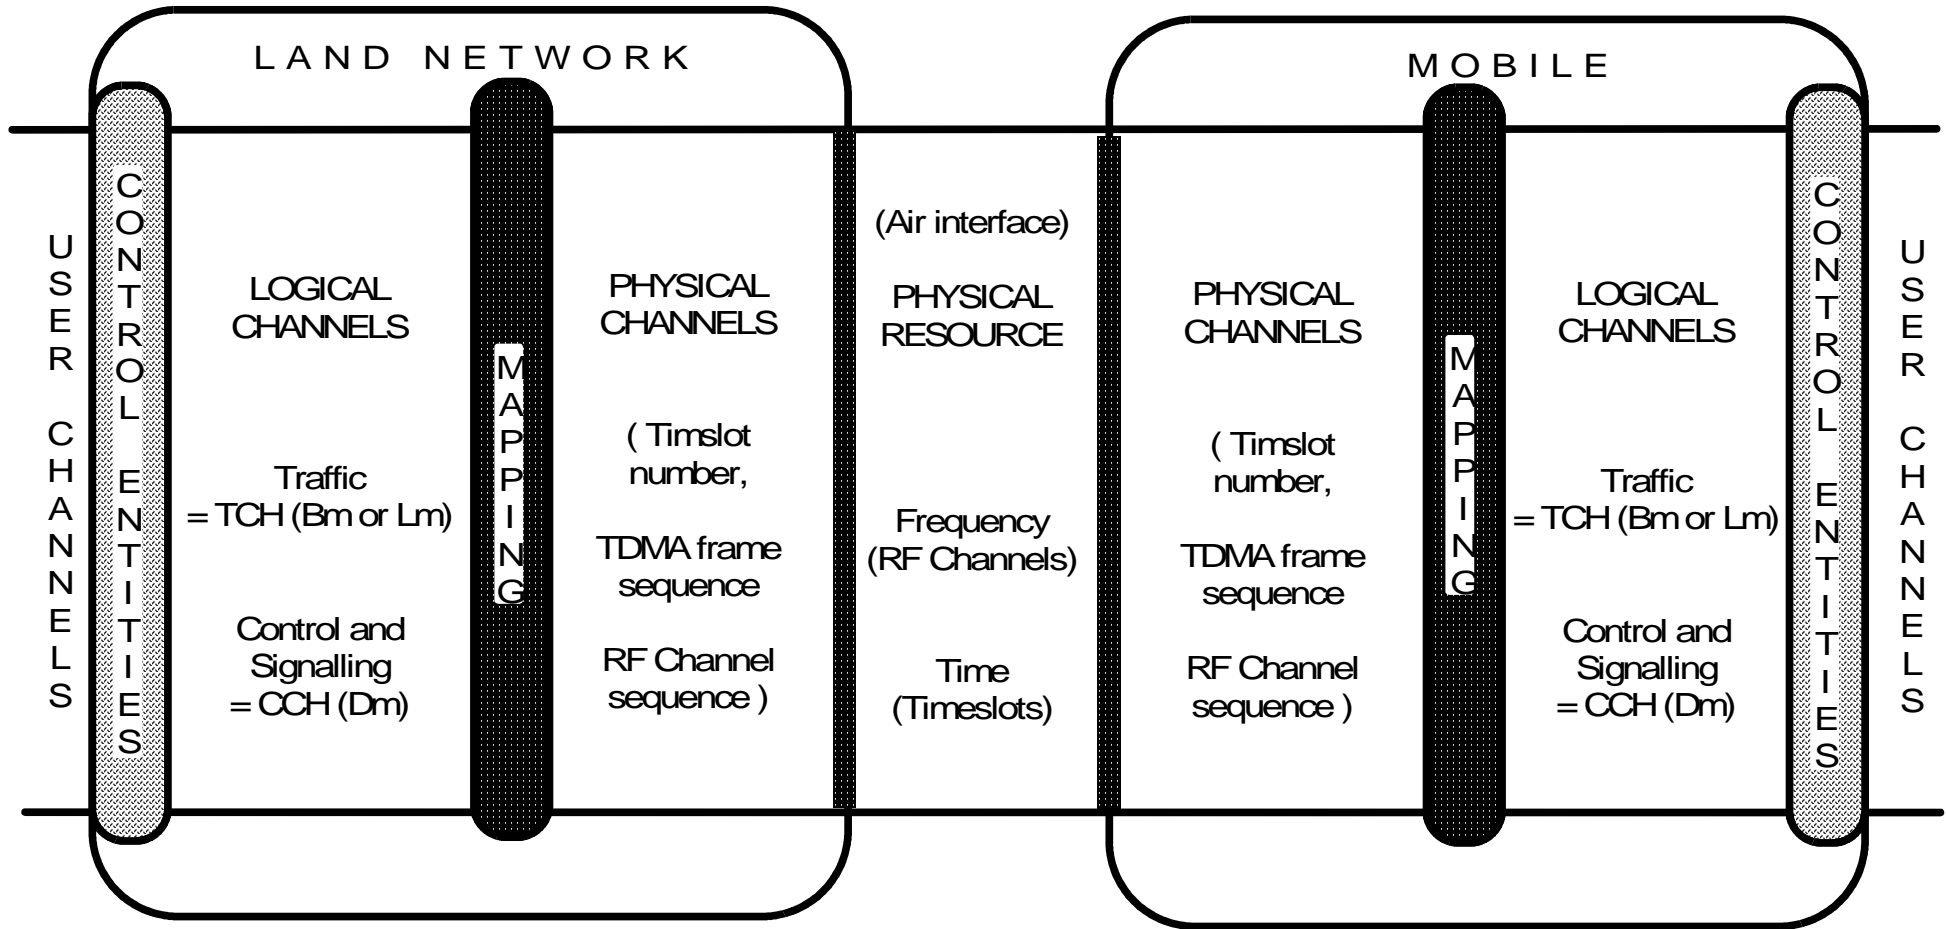 LAND NETWORK
MOBILE
USER CHANNELS
CONTROL ENTITIES
LOGICAL
CHANNELS
Traffic
= TCH (Bm or Lm)
Control and
Signalling
= CCH (Dm)
MAPPING
PHYSICAL
CHANNELS
( Timslot
number,
TDMA frame
sequence
RF Channel
sequence )
(Air interface)
PHYSICAL
RESOURCE
Frequency
(RF Channels)
Time
(Timeslots)
PHYSICAL
CHANNELS
( Timslot
number,
TDMA frame
sequence
RF Channel
sequence )
MAPPING
LOGICAL
CHANNELS
Traffic
= TCH (Bm or Lm)
Control and
Signalling
= CCH (Dm)
CONTROL ENTITIES
USER CHANNELS